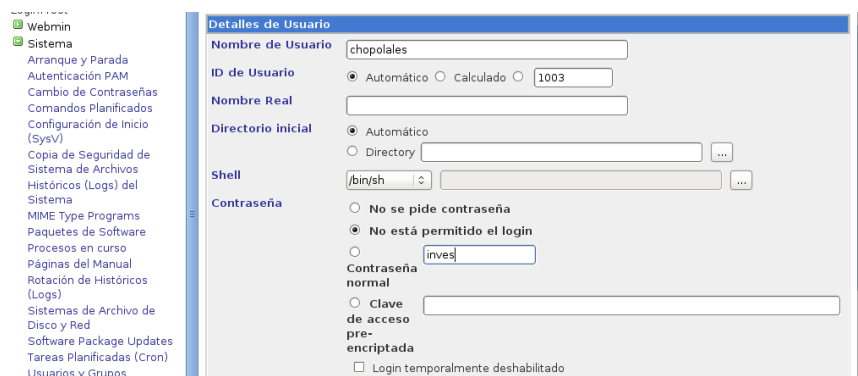 Webmin
Sistema
Arranque y Parada
Autenticación PAM
Cambio de Contraseñas
Comandos Planificados
Configuración de Inicio
(SysV)
Copia de Seguridad de
Sistema de Archivos
Históricos (Logs) del
Sistema
MIME Type Programs
Paquetes de Software
Procesos en curso
Páginas del Manual
Rotación de Históricos
(Logs)
Sistemas de Archivo de
Disco y Red
Software Package Updates
Tareas Planificadas (Cron)
Usuarios y Grupos
Detalles de Usuario
Nombre de Usuario chopolales
ID de Usuario Automático Calculado 1003
Nombre Real
Directorio inicial Automático
Directory ...
Shell /bin/sh ...
Contraseña No se pide contraseña
No está permitido el login
inves
Contraseña
normal
Clave
de acceso
pre-
encriptada
Login temporalmente deshabilitado